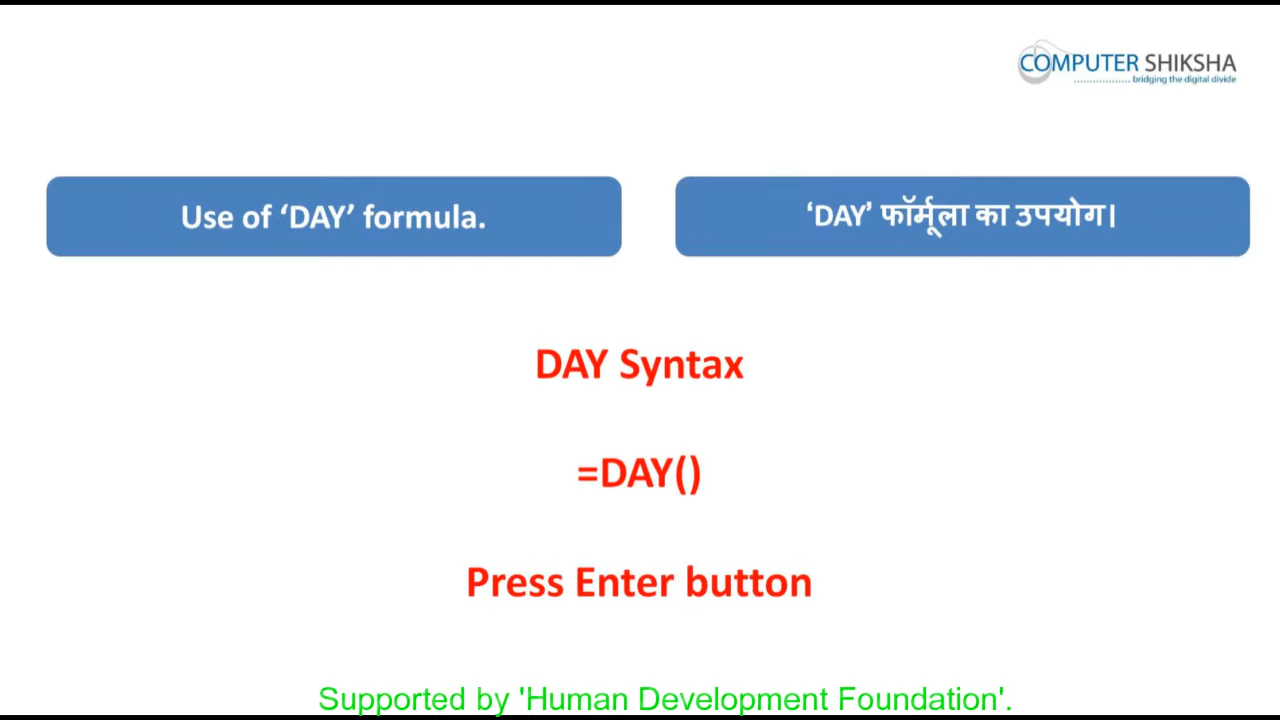 COMPUTER SHIKSHA
bridging the digital divide
Use of ‘DAY’ formula.
‘DAY’ फॉर्मूला का उपयोग।
DAY Syntax
=DAY()
Press Enter button
Supported by 'Human Development Foundation'.